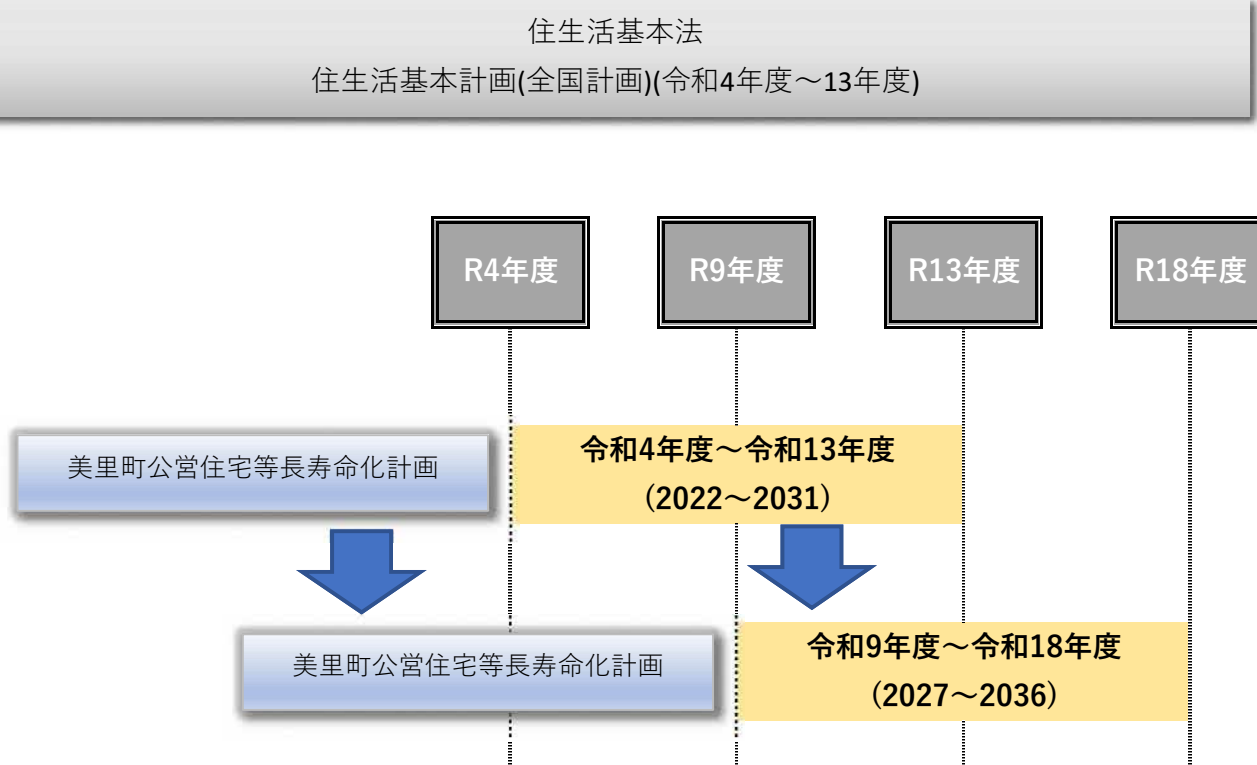 住生活基本法
住生活基本計画(全国計画)(令和4年度～13年度)
R4年度
R9年度
R13年度
R18年度
美里町公営住宅等長寿命化計画
令和4年度～令和13年度
(2022～2031)
美里町公営住宅等長寿命化計画
令和9年度～令和18年度
(2027～2036)